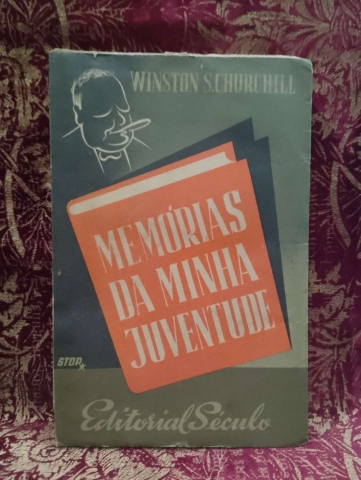 WINSTON S. CHURCHILL
MEMÓRIAS
DA MINHA
JUVENTUDE
STOP.
Editorial Século